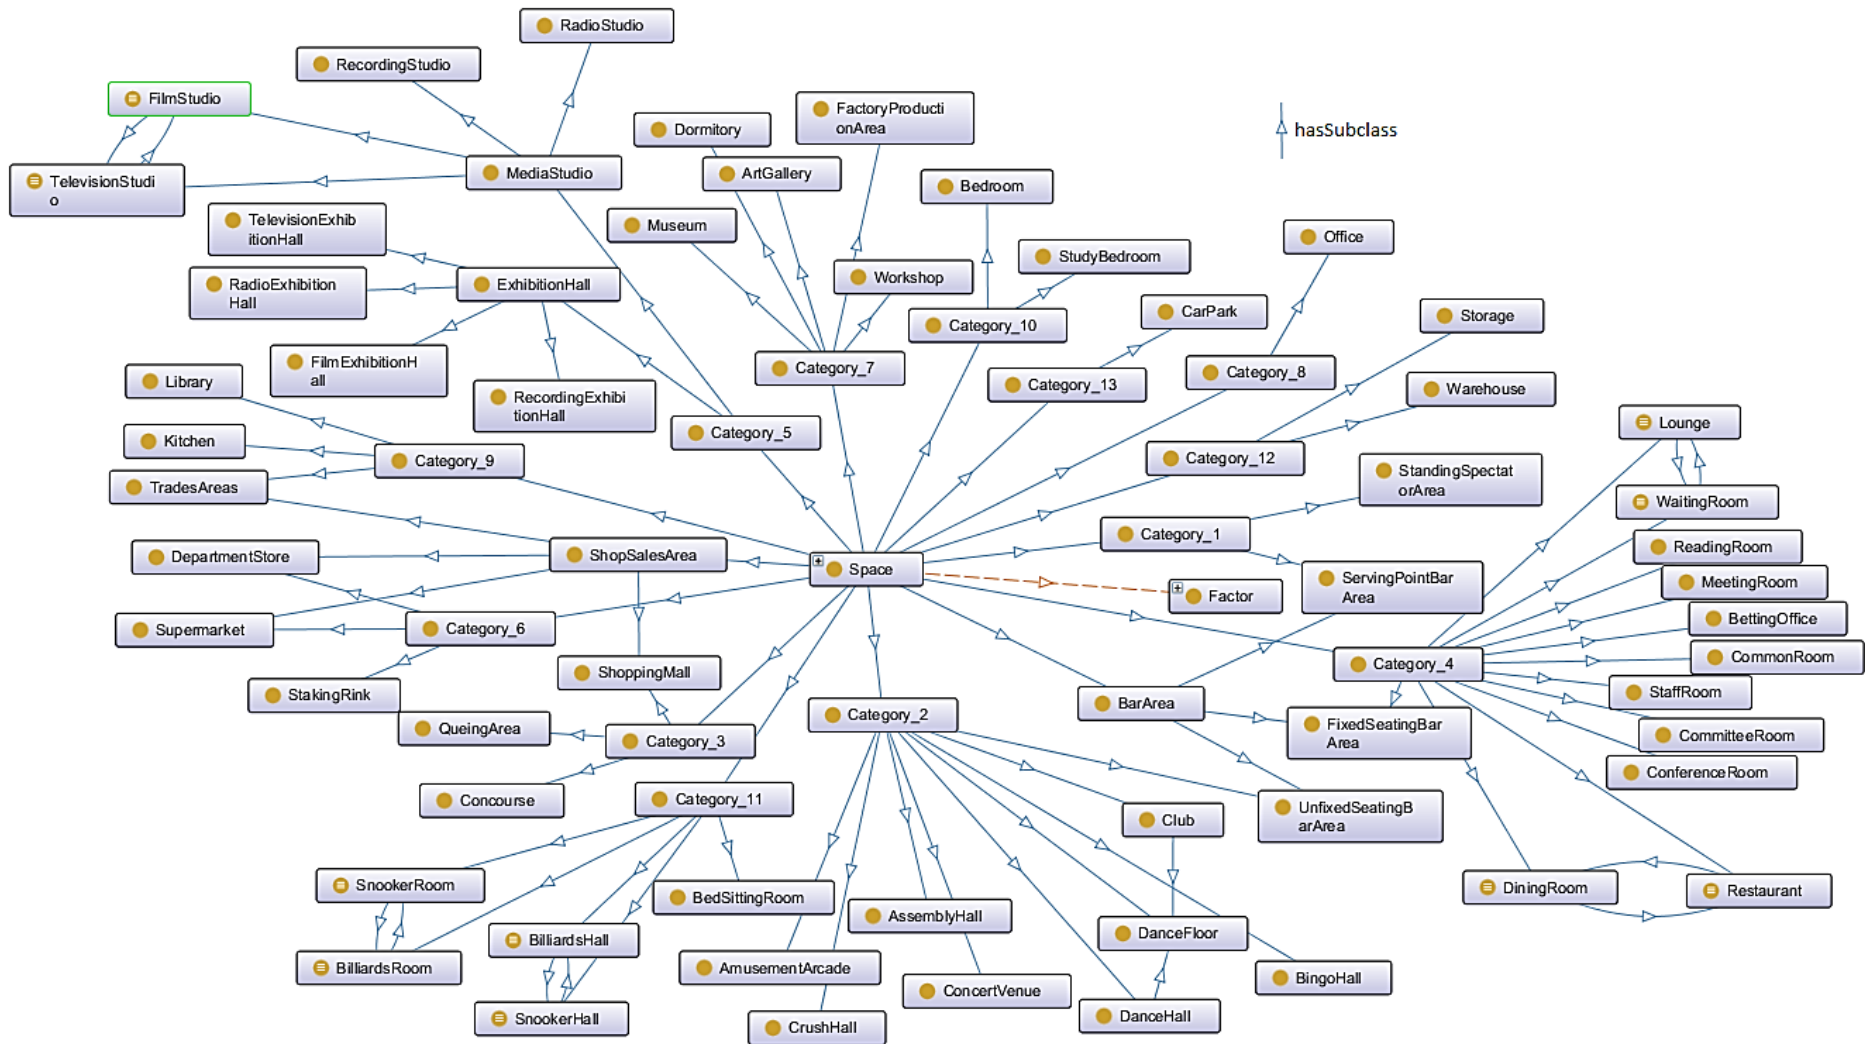 RadioStudio
RecordingStudio
FilmStudio
FactoryProducti
onArea
Dormitory
hasSubclass
MediaStudio
ArtGallery
TelevisionStudi
o
Bedroom
TelevisionExhib
itionHall
Museum
Office
StudyBedroom
RadioExhibition
Hall
ExhibitionHall
Workshop
CarPark
Storage
Category_10
FilmExhibitionH
all
Category_7
Category_13
Category_8
Library
Warehouse
RecordingExhibi
tionHall
Category_5
Lounge
Kitchen
Category_9
Category_12
StandingSpectat
orArea
TradesAreas
WaitingRoom
Category_1
ReadingRoom
DepartmentStore
ShopSalesArea
Space
ServingPointBar
Area
MeetingRoom
Factor
BettingOffice
Supermarket
Category_6
CommonRoom
Category_4
ShoppingMall
StakingRink
StaffRoom
BarArea
Category_2
QueingArea
Category_3
FixedSeatingBar
Area
CommitteeRoom
ConferenceRoom
Concourse
Category_11
UnfixedSeatingB
arArea
Club
SnookerRoom
BedSittingRoom
DiningRoom
Restaurant
AssemblyHall
DanceFloor
BilliardsHall
BilliardsRoom
AmusementArcade
BingoHall
ConcertVenue
SnookerHall
CrushHall
DanceHall